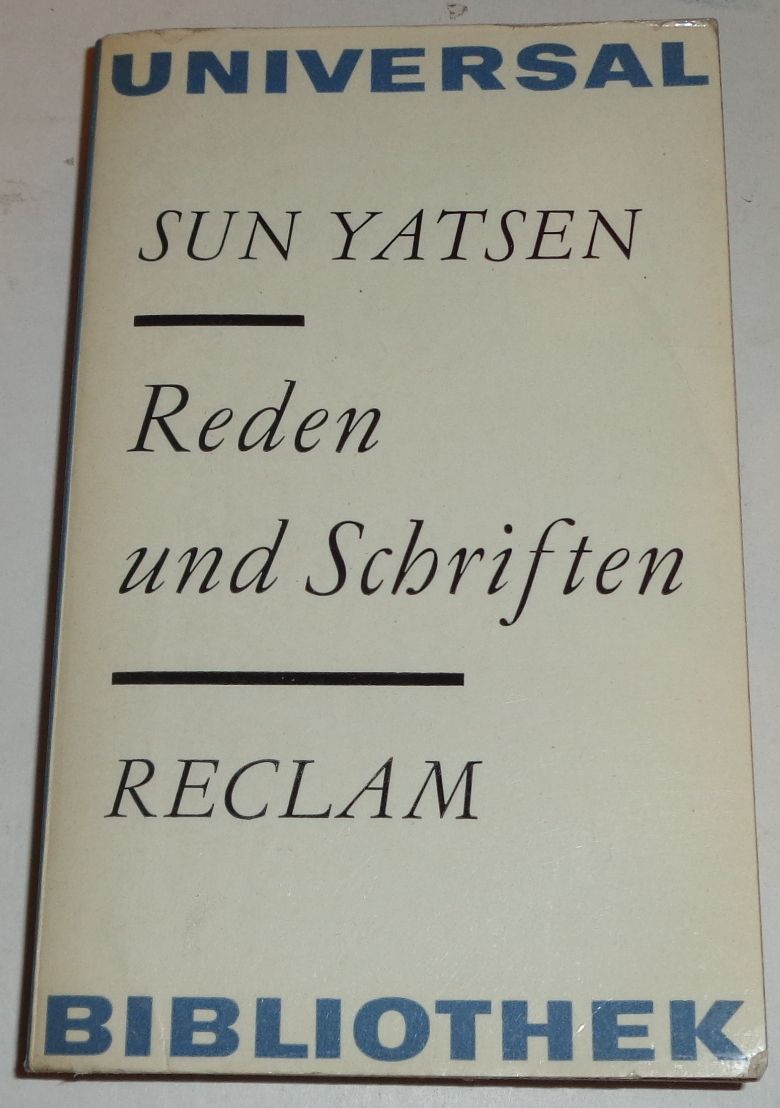 UNIVERSAL
SUN YATSEN
Reden
und Schriften
RECLAM
BIBLIOTHEK